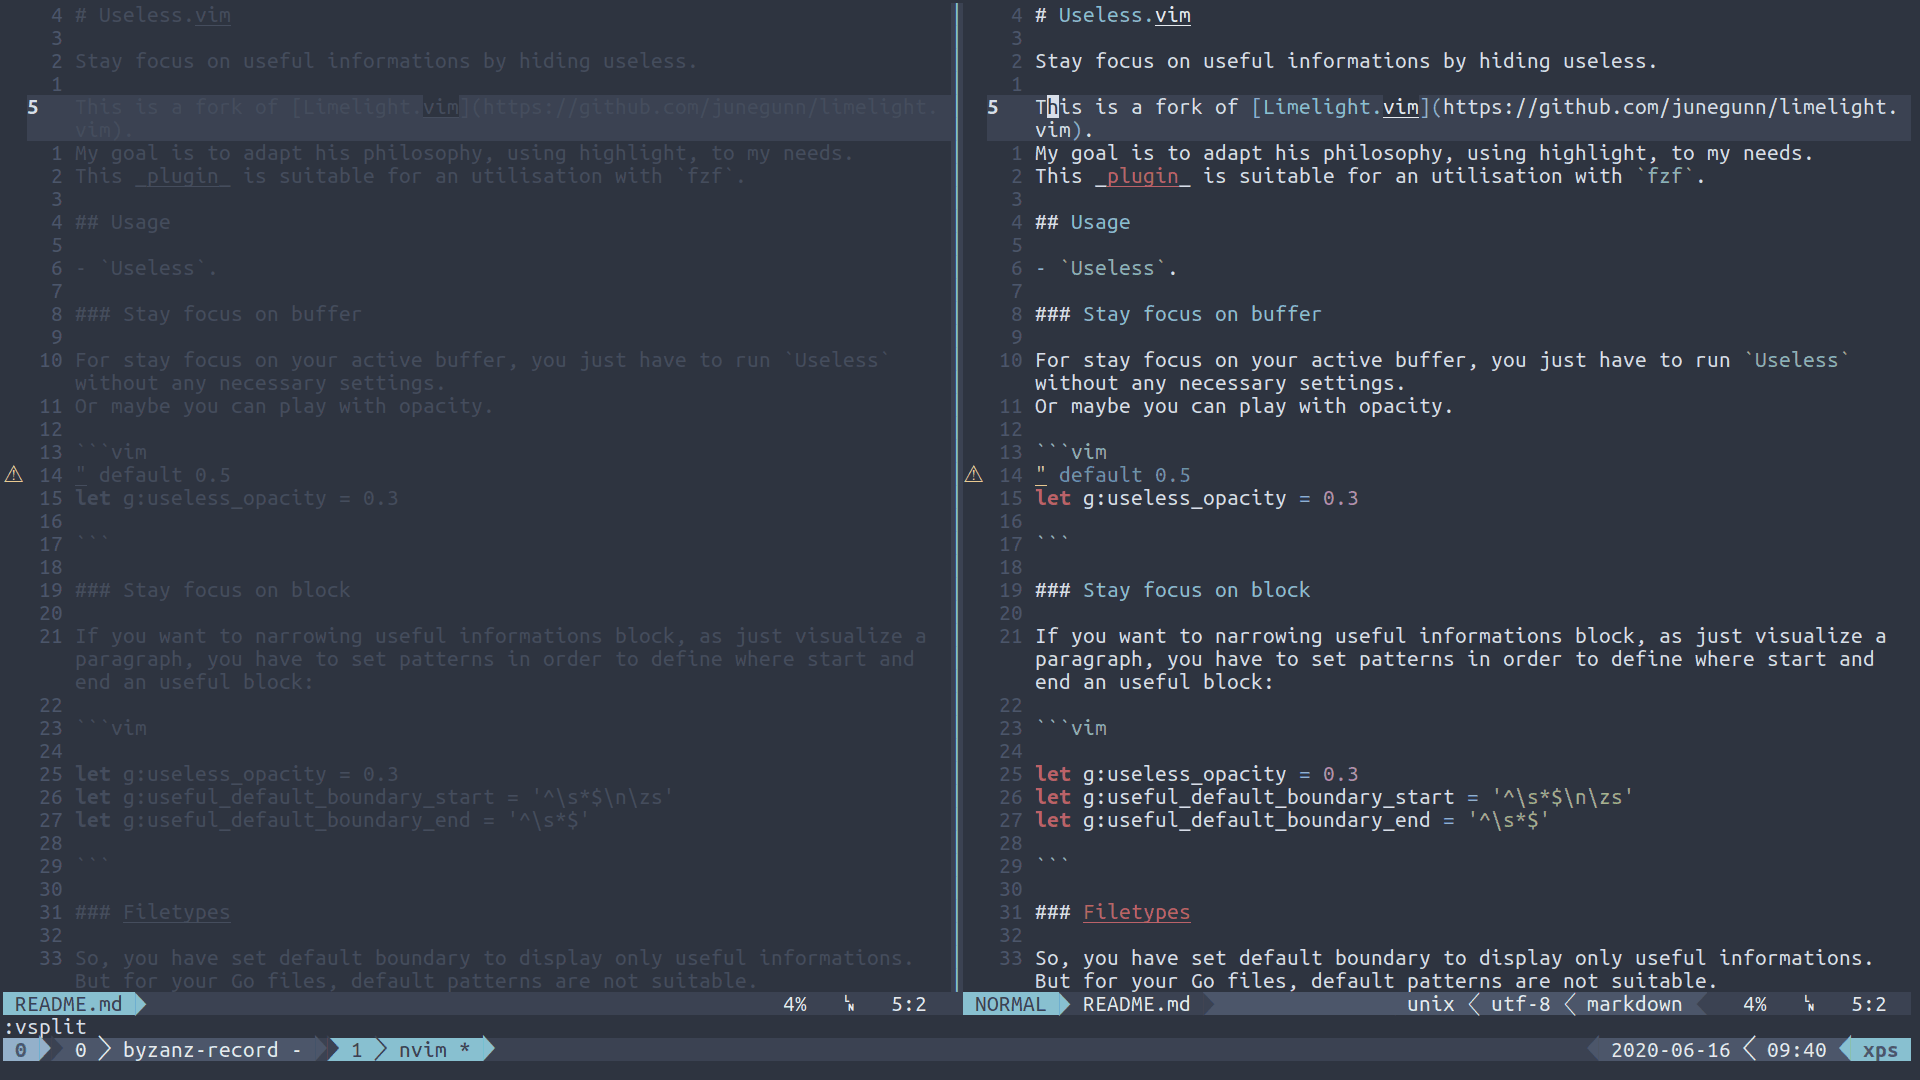 4 # Useless.vim
3
2 Stay focus on useful informations by hiding useless.
1
5 This is a fork of [Limelight.vim](https://github.com/junegunn/limelight.
vim).
1 My goal is to adapt his philosophy, using highlight, to my needs.
2 This _plugin_ is suitable for an utilisation with `fzf`.
3
4 ## Usage
5
6 - `Useless`.
7
8 ### Stay focus on buffer
9
10 For stay focus on your active buffer, you just have to run `Useless`
without any necessary settings.
11 Or maybe you can play with opacity.
12
13 ```vim
⚠ 14 " default 0.5
15 let g:useless_opacity = 0.3
16
17 ```
18
19 ### Stay focus on block
20
21 If you want to narrowing useful informations block, as just visualize a
paragraph, you have to set patterns in order to define where start and
end an useful block:
22
23 ```vim
24
25 let g:useless_opacity = 0.3
26 let g:useful_default_boundary_start = '^\s*$\n\zs'
27 let g:useful_default_boundary_end = '^\s*$'
28
29 ```
30
31 ### Filetypes
32
33 So, you have set default boundary to display only useful informations.
But for your Go files, default patterns are not suitable.
README.md 4% ␤ 5:2
4 # Useless.vim
3
2 Stay focus on useful informations by hiding useless.
1
5 This is a fork of [Limelight.vim](https://github.com/junegunn/limelight.
vim).
1 My goal is to adapt his philosophy, using highlight, to my needs.
2 This _plugin_ is suitable for an utilisation with `fzf`.
3
4 ## Usage
5
6 - `Useless`.
7
8 ### Stay focus on buffer
9
10 For stay focus on your active buffer, you just have to run `Useless`
without any necessary settings.
11 Or maybe you can play with opacity.
12
13 ```vim
⚠ 14 " default 0.5
15 let g:useless_opacity = 0.3
16
17 ```
18
19 ### Stay focus on block
20
21 If you want to narrowing useful informations block, as just visualize a
paragraph, you have to set patterns in order to define where start and
end an useful block:
22
23 ```vim
24
25 let g:useless_opacity = 0.3
26 let g:useful_default_boundary_start = '^\s*$\n\zs'
27 let g:useful_default_boundary_end = '^\s*$'
28
29 ```
30
31 ### Filetypes
32
33 So, you have set default boundary to display only useful informations.
But for your Go files, default patterns are not suitable.
NORMAL README.md unix utf-8 markdown 4% ␤ 5:2
:vsplit
0 0 byzanz-record - 1 nvim * 2020-06-16 09:40 xps